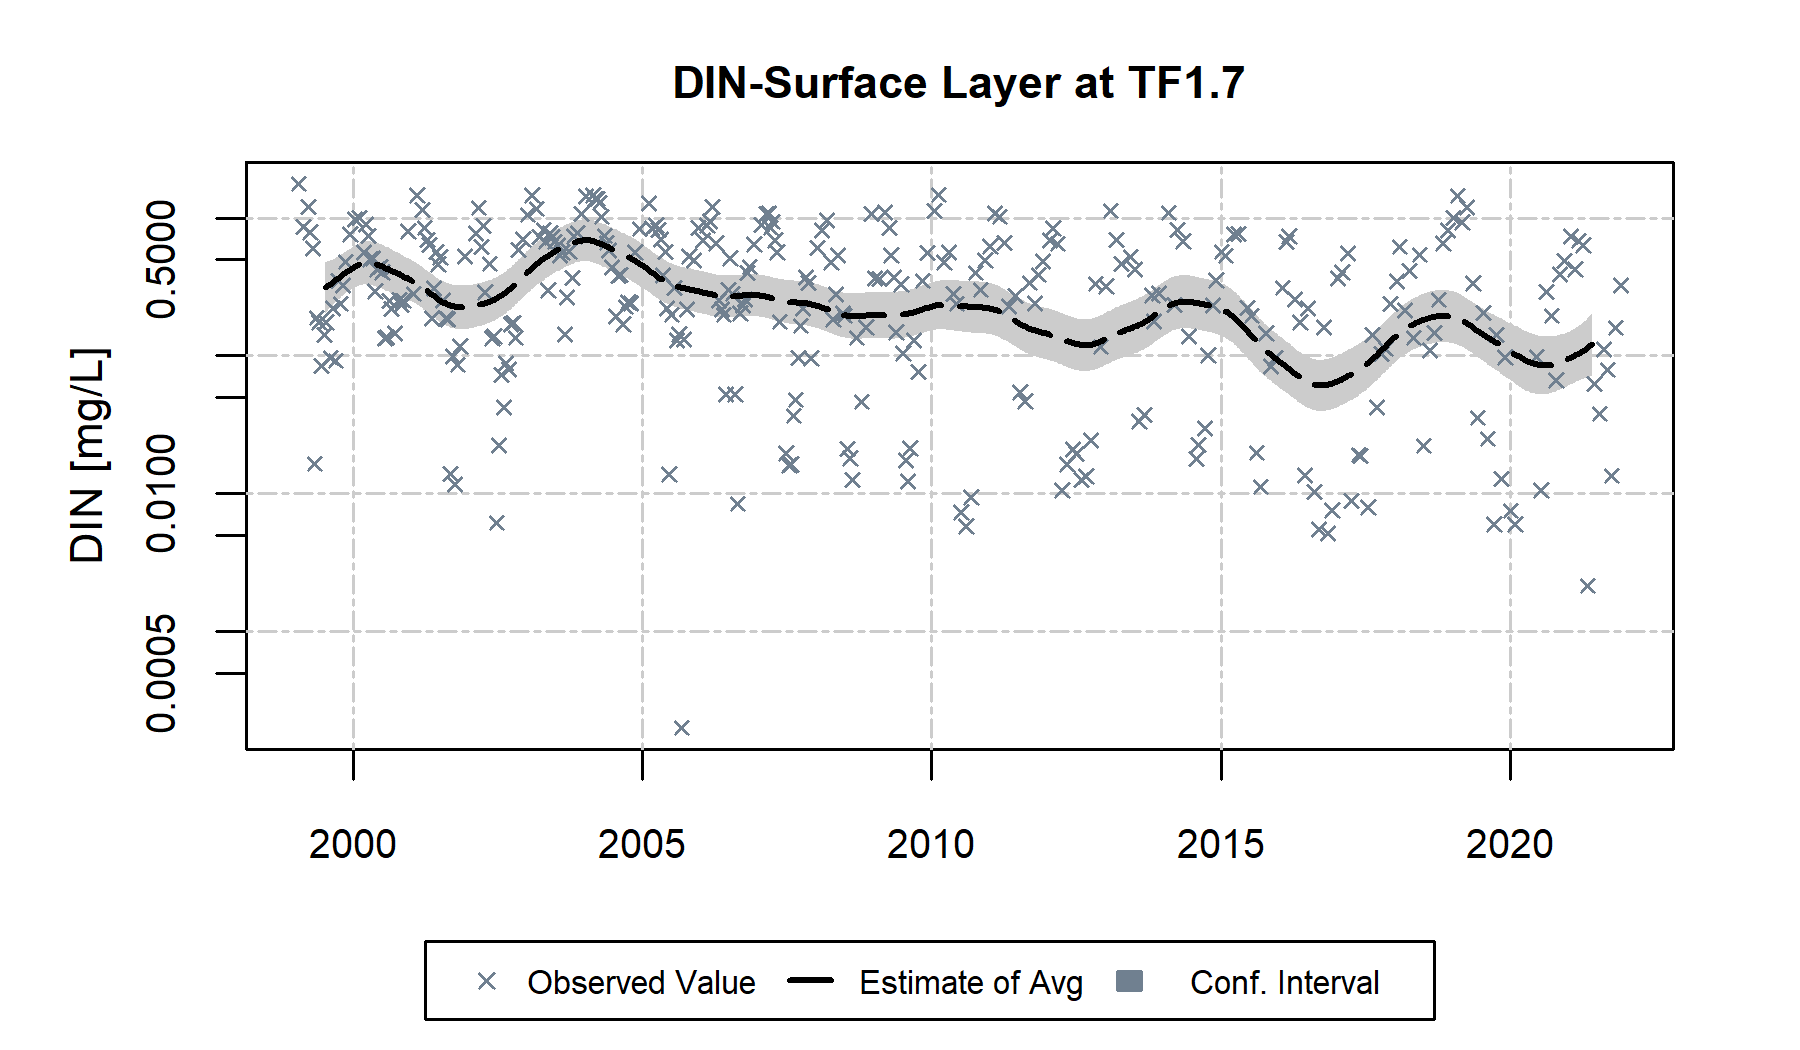 DIN-Surface Layer at TF1.7
DIN [mg/L]
0.5000
0.0100
0.0005
2000 2005 2010 2015 2020
Observed Value Estimate of Avg Conf. Interval